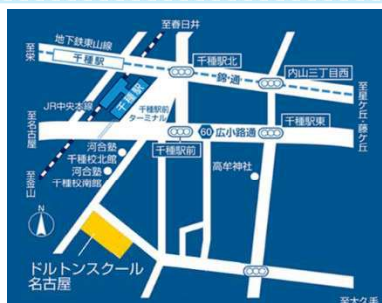 至春日井
地下鉄東山線
至栄
千種駅
千種駅北
錦・通
内山三丁目西
JR中央本線
千種駅
千種駅前
ターミナル
至名古屋
60
広小路通
千種駅東
至星ケ丘・藤ケ丘
河合塾
千種校北館
河合塾
千種校南館
千種駅前
高牟神社
至金山
N
ドルトンスクール
名古屋
至大久手